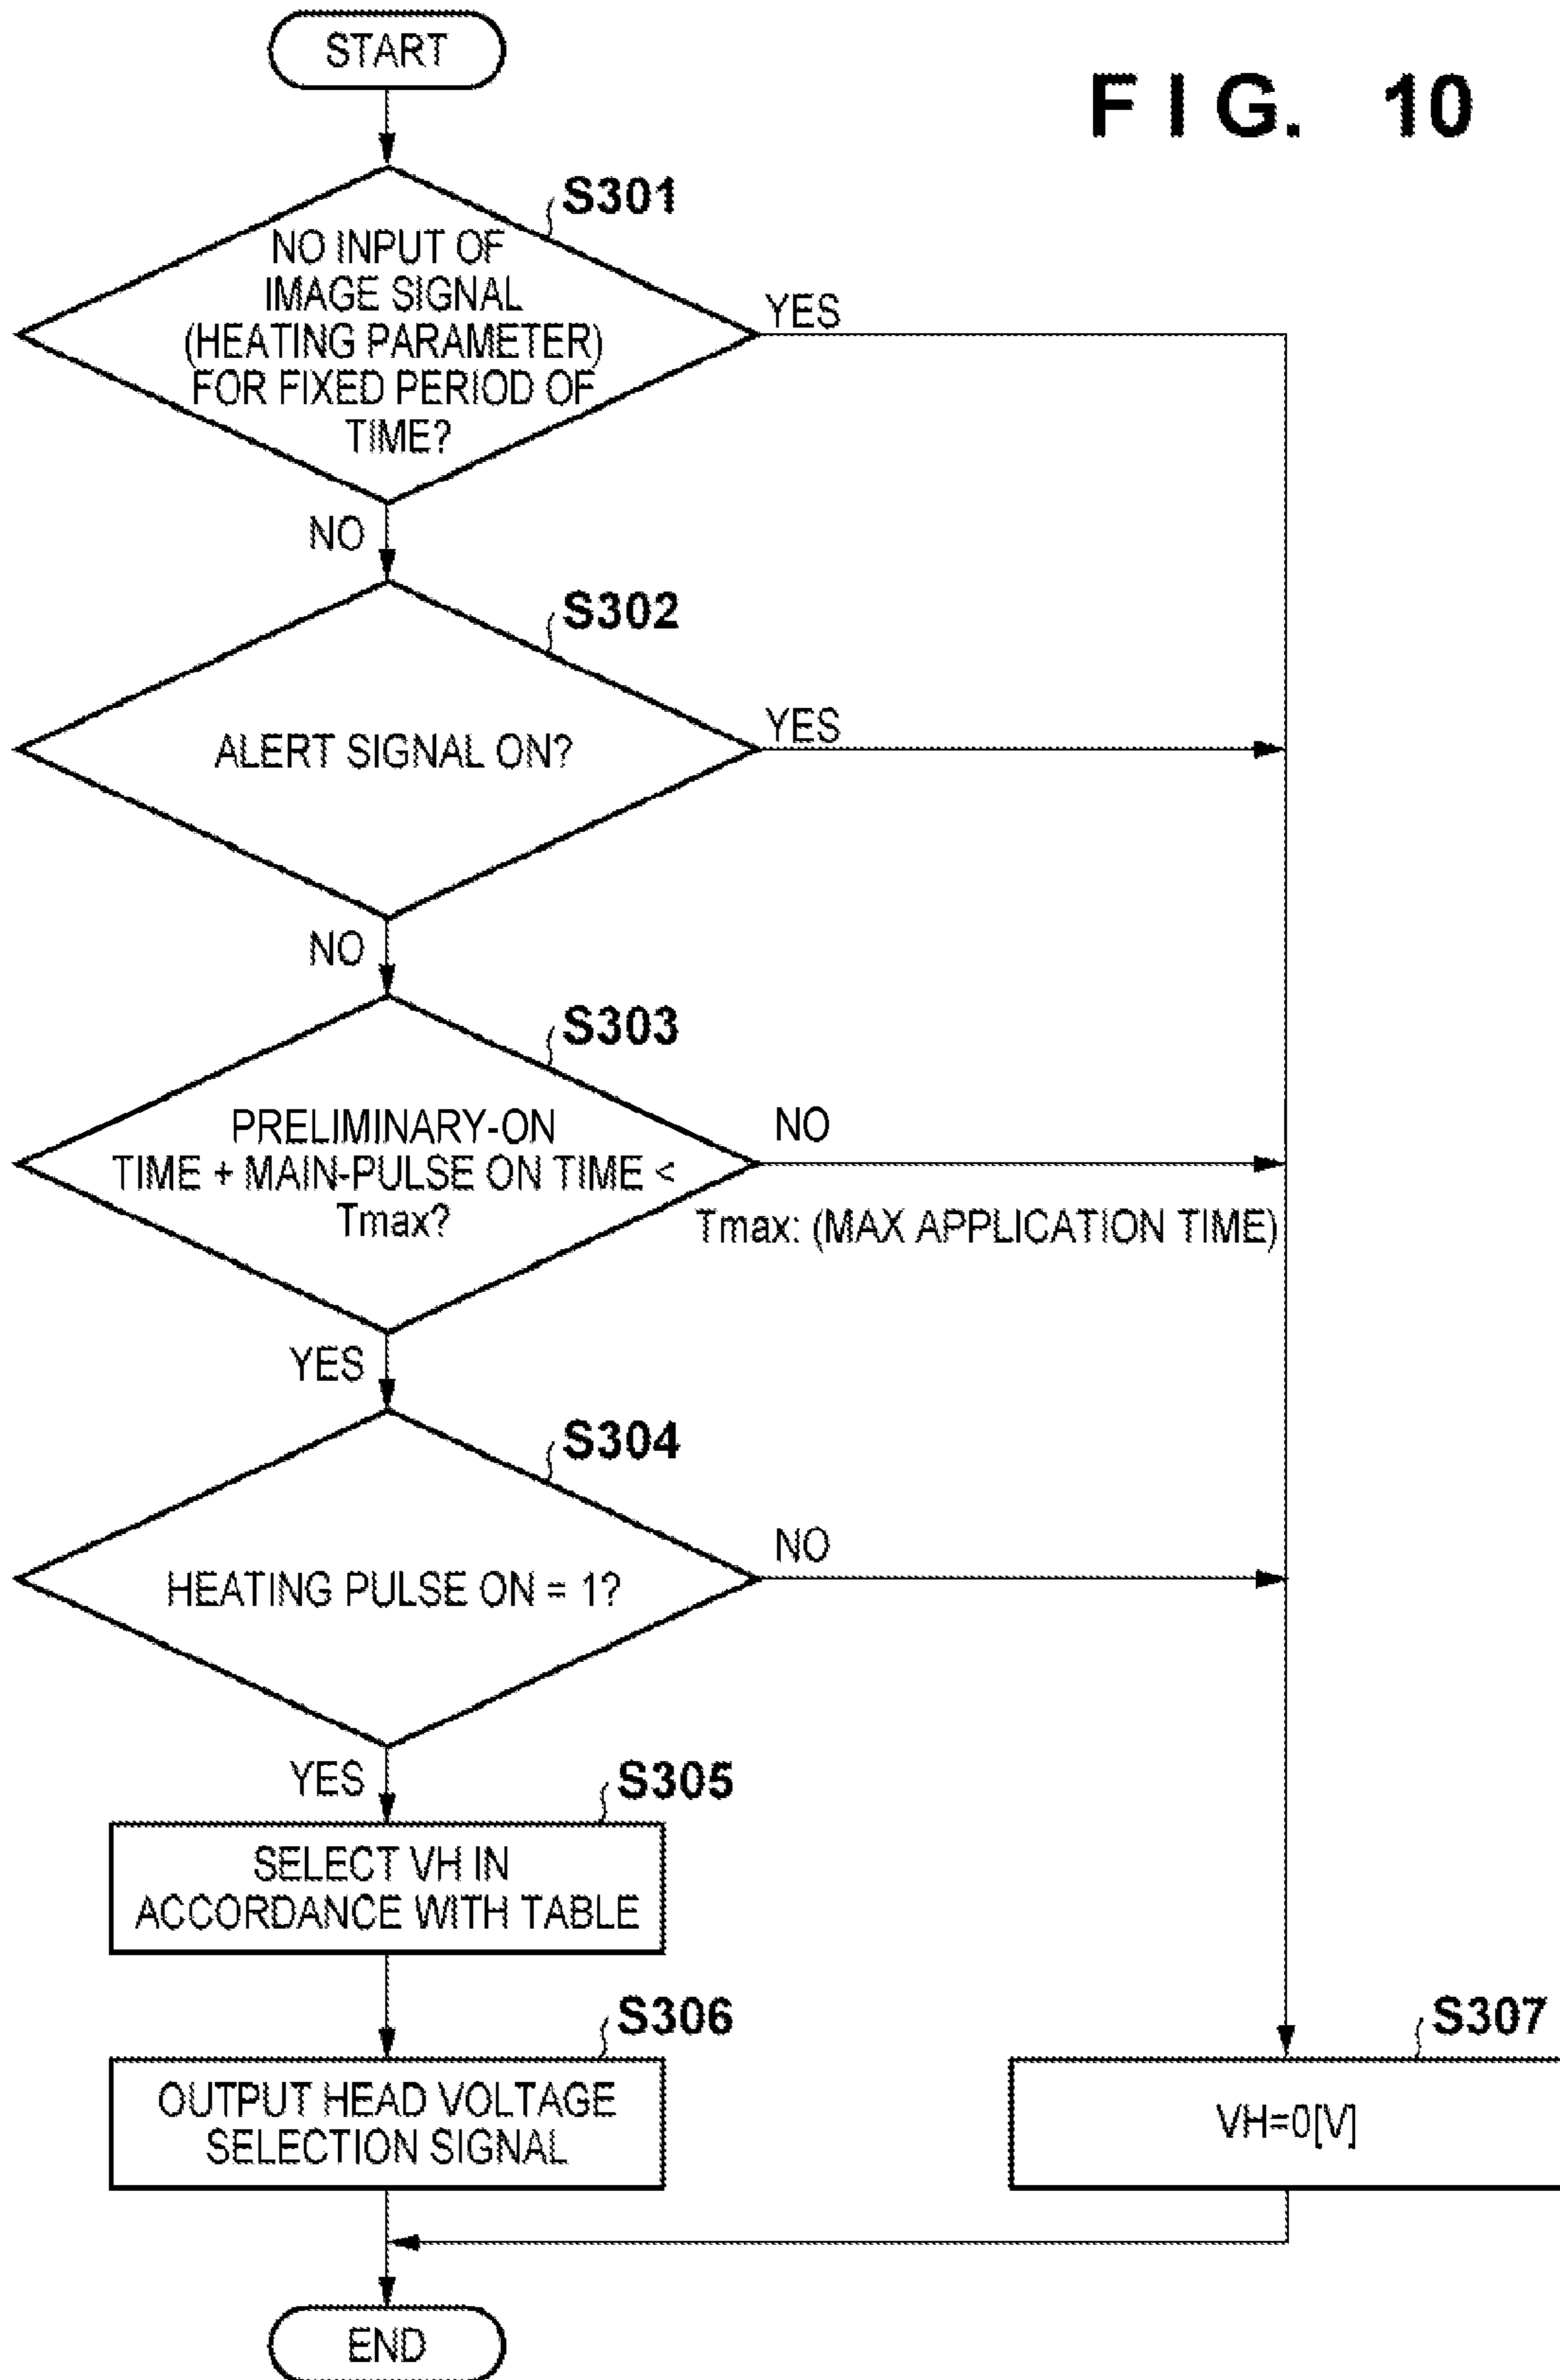 START
FIG. 10
S301
NO INPUT OF
IMAGE SIGNAL
(HEATING PARAMETER)
FOR FIXED PERIOD OF
TIME?
YES
NO
S302
ALERT SIGNAL ON?
YES
NO
S303
PRELIMINARY-ON
TIME + MAIN-PULSE ON TIME <
Tmax?
NO
Tmax: (MAX APPLICATION TIME)
YES
S304
HEATING PULSE ON = 1?
NO
YES
S305
SELECT VH IN
ACCORDANCE WITH TABLE
S306
OUTPUT HEAD VOLTAGE
SELECTION SIGNAL
S307
VH=0[V]
END